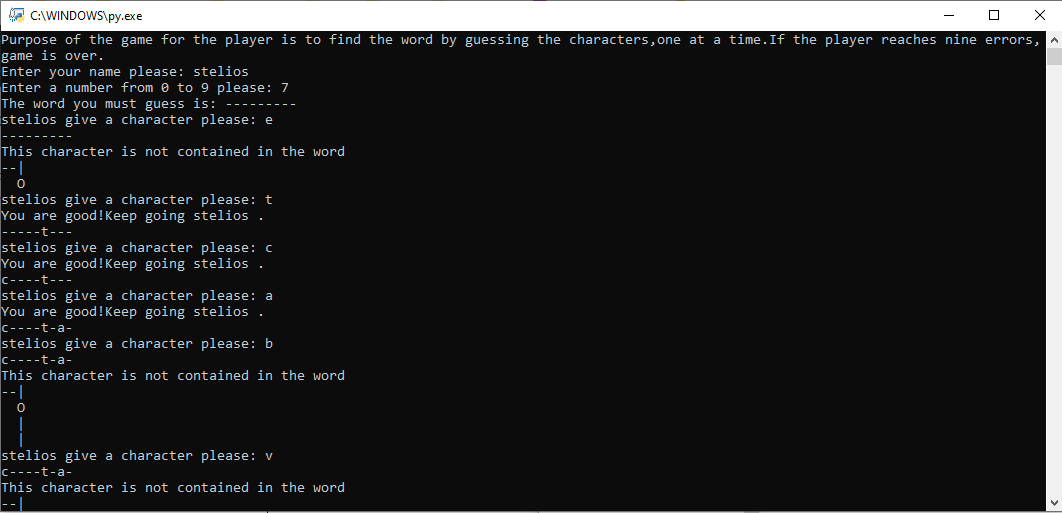 C:\WINDOWS\py.exe
Purpose of the game for the player is to find the word by guessing the characters,one at a time.If the player reaches nine errors,
game is over.
Enter your name please: stelios
Enter a number from 0 to 9 please: 7
The word you must guess is: ---------
stelios give a character please: e
---------
This character is not contained in the word
--|
  O
stelios give a character please: t
You are good!Keep going stelios .
-----t---
stelios give a character please: c
You are good!Keep going stelios .
c----t---
stelios give a character please: a
You are good!Keep going stelios .
c----t-a-
stelios give a character please: b
c----t-a-
This character is not contained in the word
--|
  O
  |
  |
stelios give a character please: v
c----t-a-
This character is not contained in the word
--|